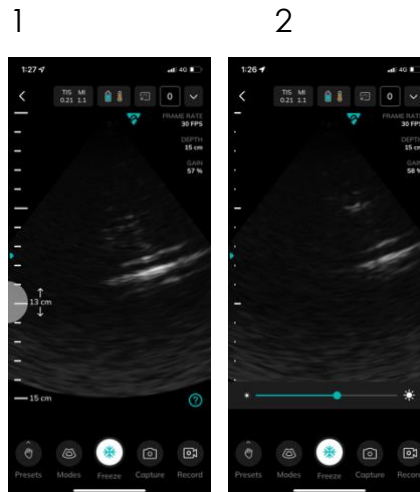 1
2
1:27
4G
TIS MI
0.21 1.1
0
FRAME RATE
30 FPS
DEPTH
15 cm
GAIN
57 %
13 cm
15 cm
?
Presets Modes Freeze Capture Record
1:26
4G
TIS MI
0.21 1.1
0
FRAME RATE
30 FPS
DEPTH
15 cm
GAIN
58 %
Presets Modes Freeze Capture Record